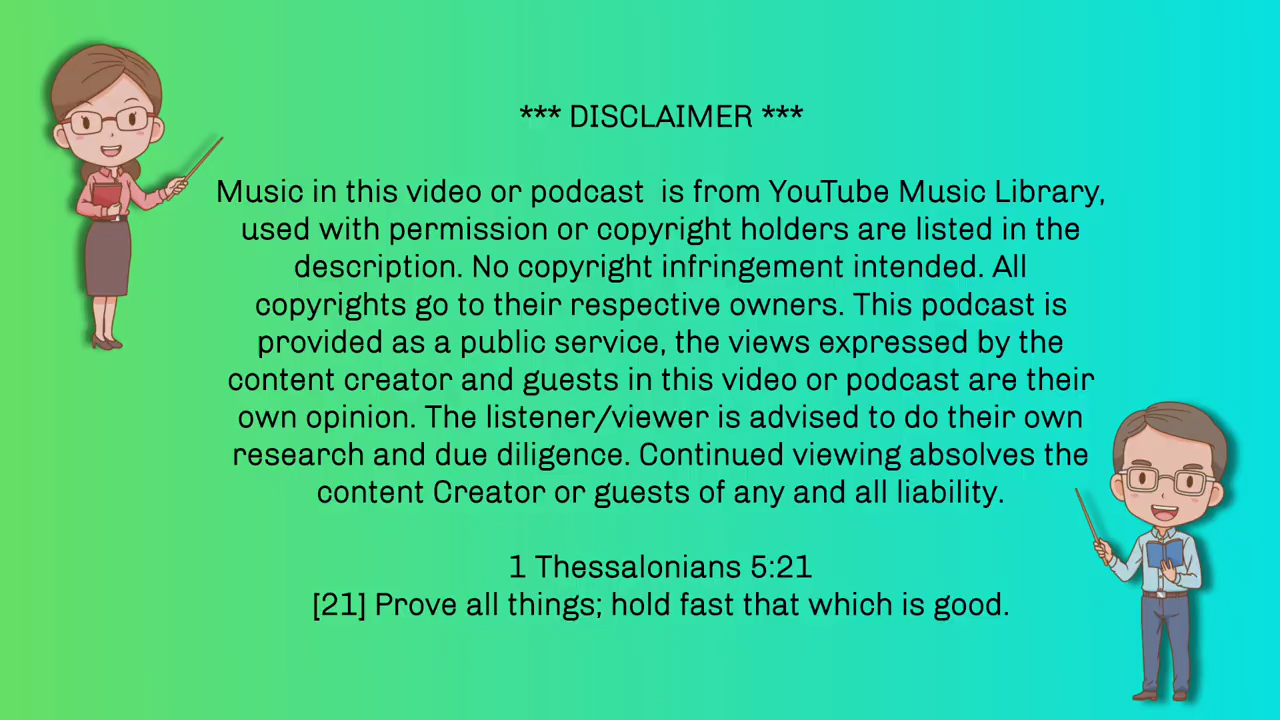 *** DISCLAIMER ***
Music in this video or podcast  is from YouTube Music Library,
used with permission or copyright holders are listed in the
description. No copyright infringement intended. All
copyrights go to their respective owners. This podcast is
provided as a public service, the views expressed by the
content creator and guests in this video or podcast are their
own opinion. The listener/viewer is advised to do their own
research and due diligence. Continued viewing absolves the
content Creator or guests of any and all liability.
1 Thessalonians 5:21
[21] Prove all things; hold fast that which is good.